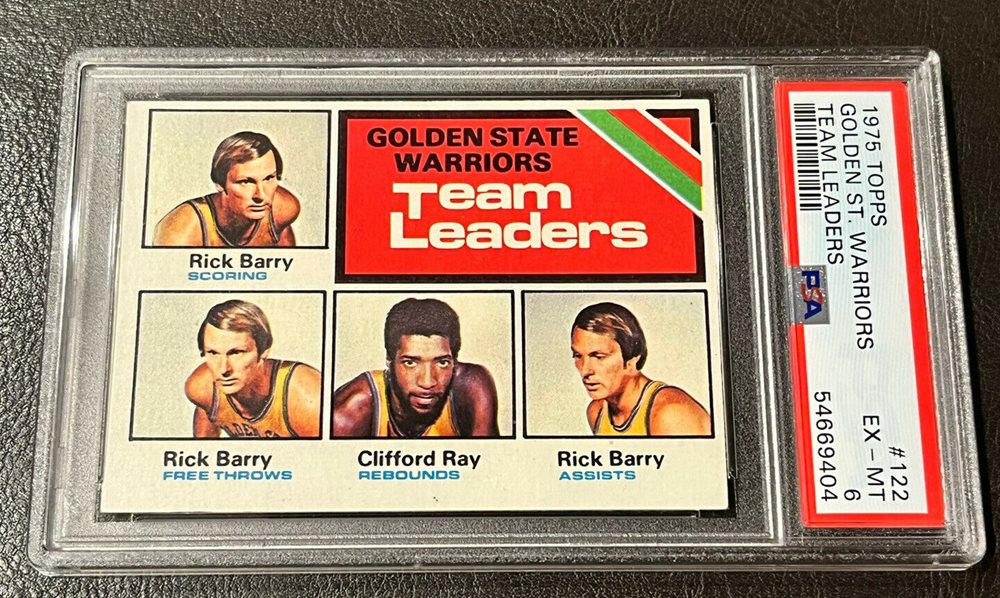 GOLDEN STATE
WARRIORS
Team
Leaders
Rick Barry
SCORING
Rick Barry
FREE THROWS
Clifford Ray
REBOUNDS
Rick Barry
ASSISTS
1975 TOPPS #122
GOLDEN ST. WARRIORS EX - MT
TEAM LEADERS 6
PSA 54669404